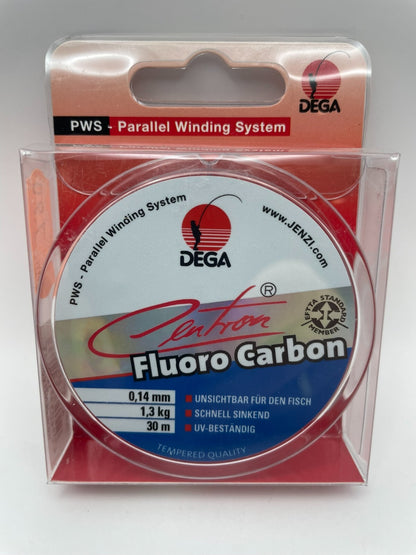 DEGA
PWS - Parallel Winding System
PWS - Parallel Winding System
DEGA
www.JENZI.com
EFTTA STANDARD
MEMBER
Centron ®
Fluoro Carbon
0,14 mm
1,3 kg
30 m
UNSICHTBAR FÜR DEN FISCH
SCHNELL SINKEND
UV-BESTÄNDIG
TEMPERED QUALITY